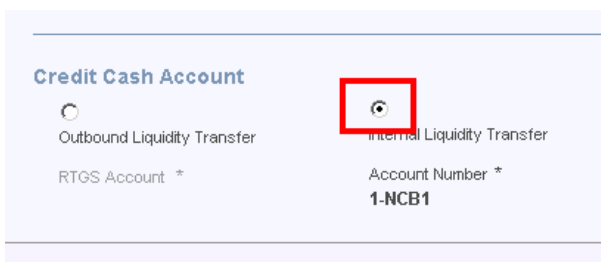 Credit Cash Account
Outbound Liquidity Transfer
Internal Liquidity Transfer
RTGS Account *
Account Number *
1-NCB1